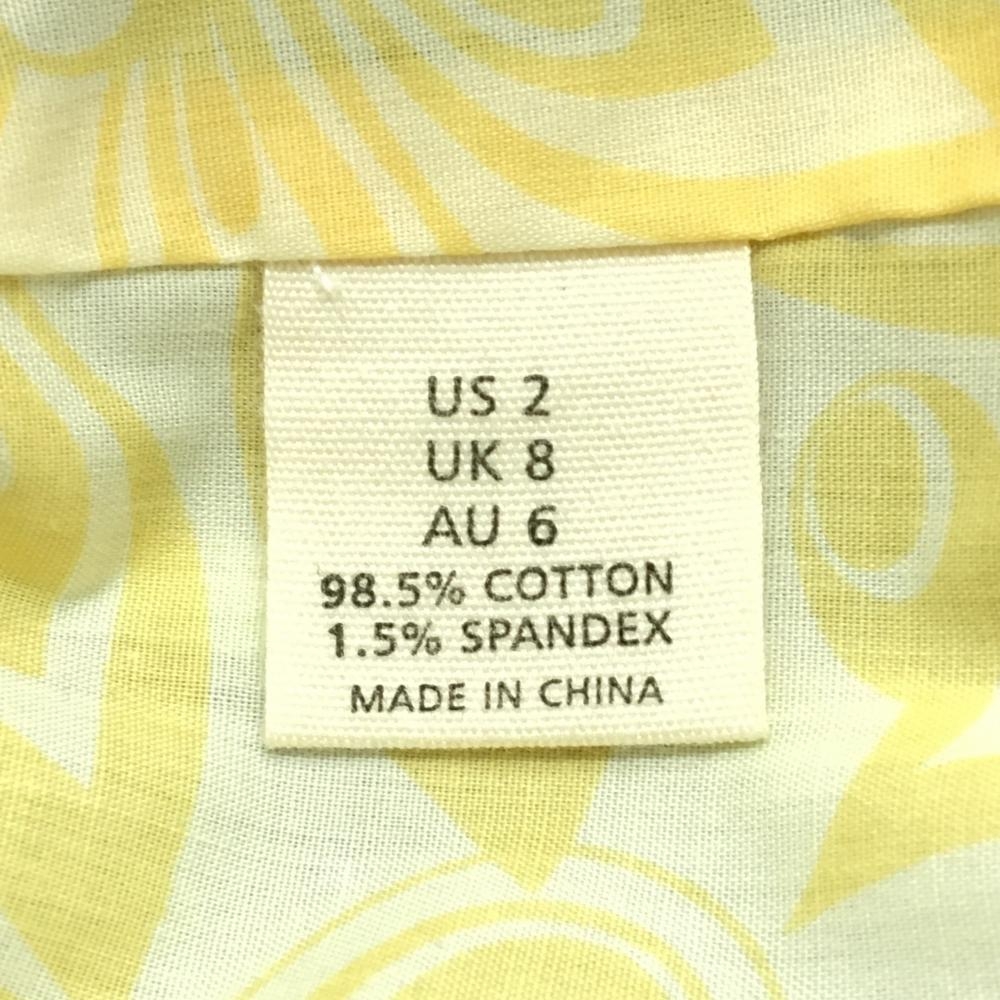 US 2
UK 8
AU 6
98.5% COTTON
1.5% SPANDEX
MADE IN CHINA